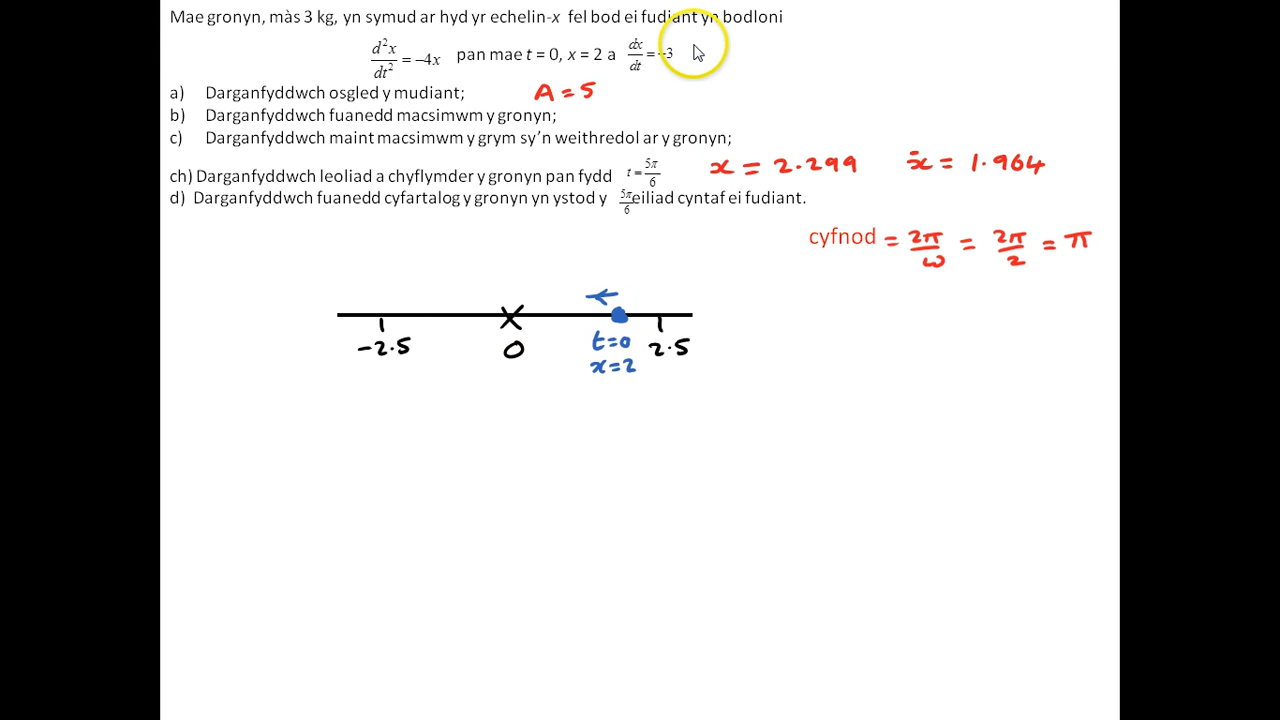 Mae gronyn, màs 3 kg, yn symud ar hyd yr echelin-x fel bod ei fudiant yn bodloni
d²x/dt² = –4x pan mae t = 0, x = 2 a dx/dt = –3
a) Darganfyddwch osgled y mudiant; A = 5
b) Darganfyddwch fuanedd macsimwm y gronyn;
c) Darganfyddwch maint macsimwm y grym sy'n weithredol ar y gronyn;
ch) Darganfyddwch leoliad a chyflymder y gronyn pan fydd t = 5π/6 x = 2.299 ẋ = 1.964
d) Darganfyddwch fuanedd cyfartalog y gronyn yn ystod y 5π/6 eiliad cyntaf ei fudiant.
cyfnod = 2π/ω = 2π/2 = π
-2.5 0 t=0 2.5
x=2